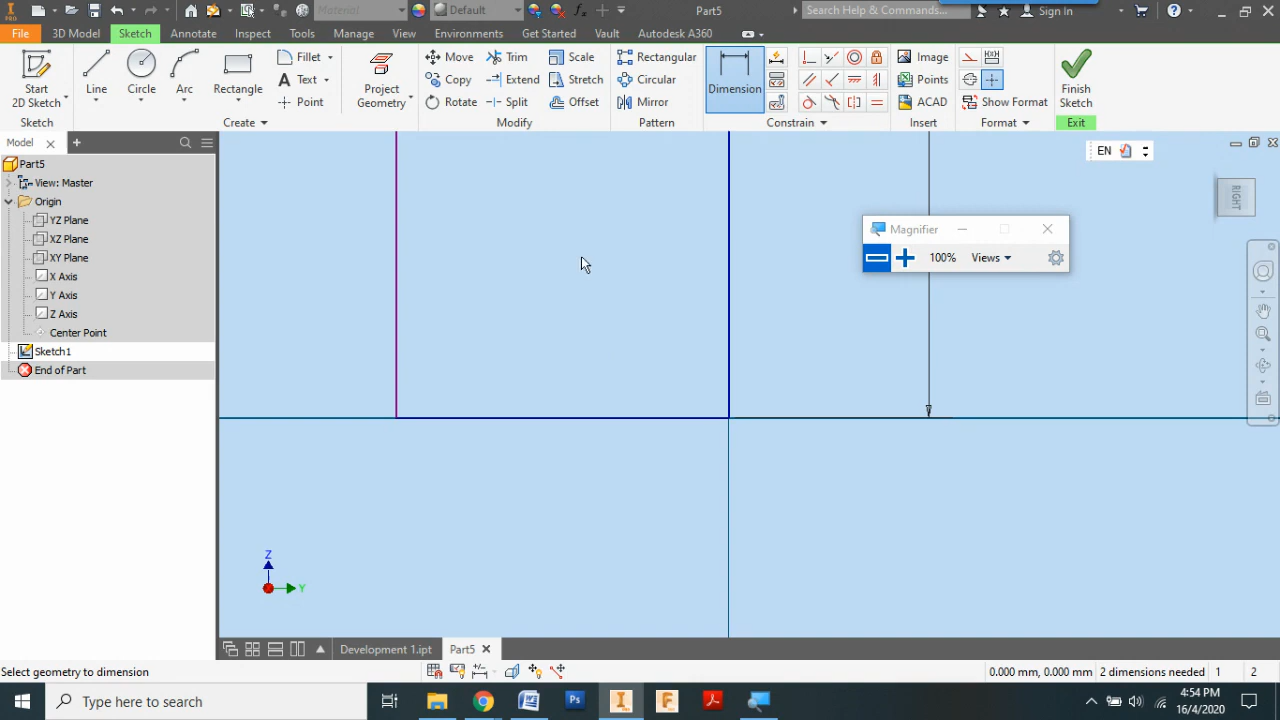 PRO
Material
Default
Part5
Search Help & Commands...
Sign In
File
3D Model
Sketch
Annotate
Inspect
Tools
Manage
View
Environments
Get Started
Vault
Autodesk A360
Start
2D Sketch
Line
Circle
Arc
Rectangle
Fillet
Text
Point
Project
Geometry
Move
Copy
Rotate
Trim
Extend
Split
Scale
Stretch
Offset
Rectangular
Circular
Mirror
Dimension
Image
Points
ACAD
Show Format
Finish
Sketch
Sketch
Create
Modify
Pattern
Constrain
Insert
Format
Exit
Model
Part5
View: Master
Origin
YZ Plane
XZ Plane
XY Plane
X Axis
Y Axis
Z Axis
Center Point
Sketch1
End of Part
EN
RIGHT
Magnifier
100%
Views
Z
Y
Development 1.ipt
Part5
Select geometry to dimension
0.000 mm, 0.000 mm
2 dimensions needed
1
2
Type here to search
4:54 PM
16/4/2020